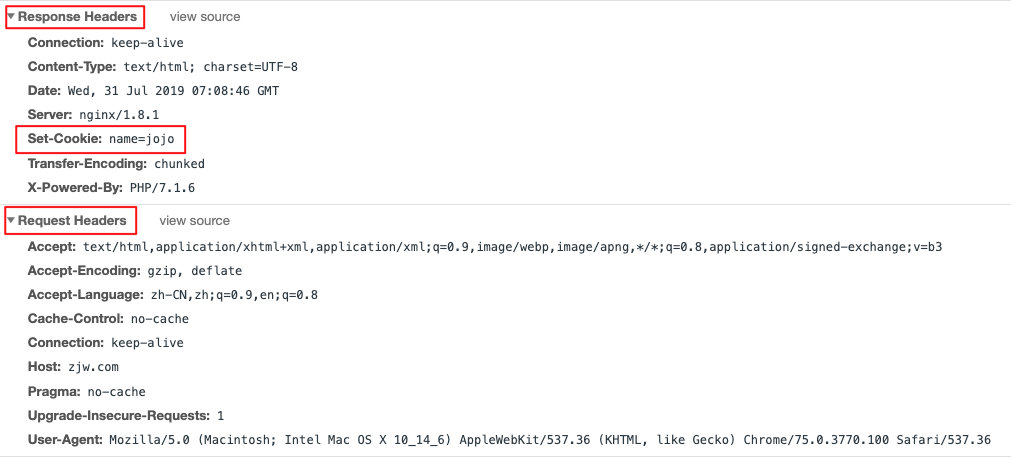 Response Headers view source
Connection: keep-alive
Content-Type: text/html; charset=UTF-8
Date: Wed, 31 Jul 2019 07:08:46 GMT
Server: nginx/1.8.1
Set-Cookie: name=jojo
Transfer-Encoding: chunked
X-Powered-By: PHP/7.1.6
Request Headers view source
Accept: text/html,application/xhtml+xml,application/xml;q=0.9,image/webp,image/apng,*/*;q=0.8,application/signed-exchange;v=b3
Accept-Encoding: gzip, deflate
Accept-Language: zh-CN,zh;q=0.9,en;q=0.8
Cache-Control: no-cache
Connection: keep-alive
Host: zjw.com
Pragma: no-cache
Upgrade-Insecure-Requests: 1
User-Agent: Mozilla/5.0 (Macintosh; Intel Mac OS X 10_14_6) AppleWebKit/537.36 (KHTML, like Gecko) Chrome/75.0.3770.100 Safari/537.36